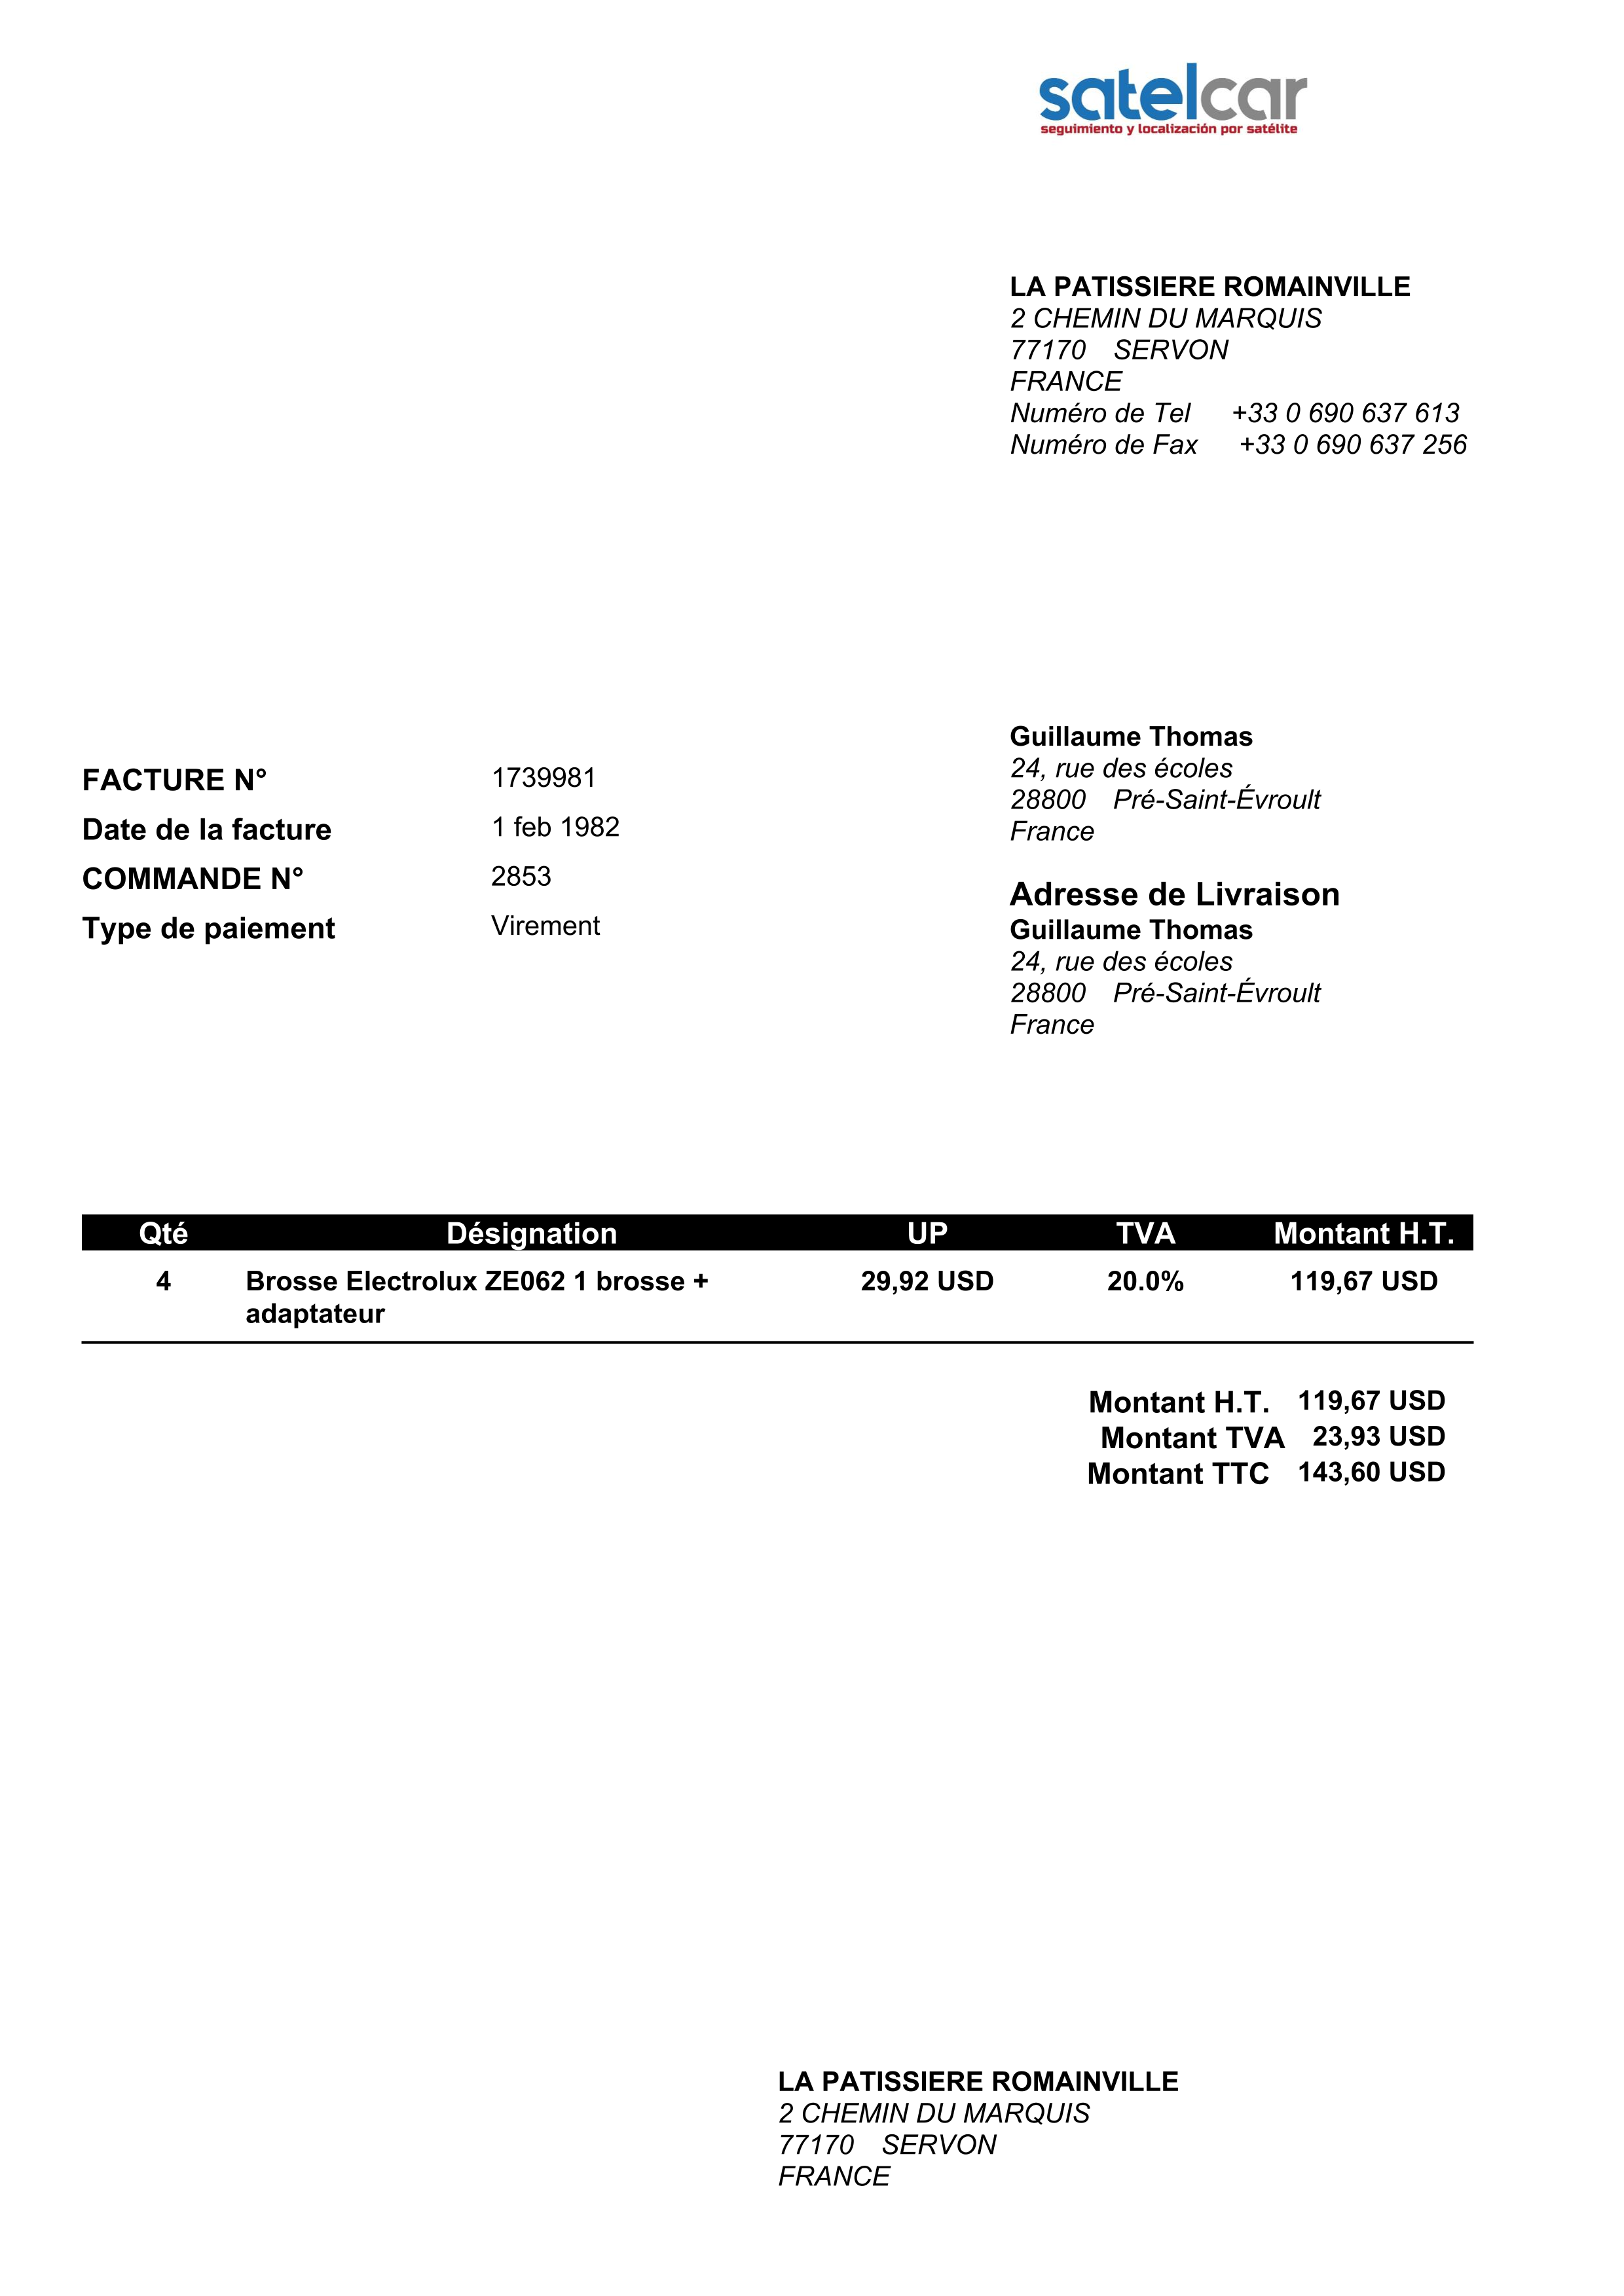 satelcar
seguimiento y localización por satélite
LA PATISSIERE ROMAINVILLE
2 CHEMIN DU MARQUIS
77170 SERVON
FRANCE
Numéro de Tel +33 0 690 637 613
Numéro de Fax +33 0 690 637 256
FACTURE N° 1739981
Date de la facture 1 feb 1982
COMMANDE N° 2853
Type de paiement Virement
Guillaume Thomas
24, rue des écoles
28800 Pré-Saint-Évroult
France
Adresse de Livraison
Guillaume Thomas
24, rue des écoles
28800 Pré-Saint-Évroult
France
Qté Désignation UP TVA Montant H.T.
4 Brosse Electrolux ZE062 1 brosse + 29,92 USD 20.0% 119,67 USD
adaptateur
Montant H.T. 119,67 USD
Montant TVA 23,93 USD
Montant TTC 143,60 USD
LA PATISSIERE ROMAINVILLE
2 CHEMIN DU MARQUIS
77170 SERVON
FRANCE